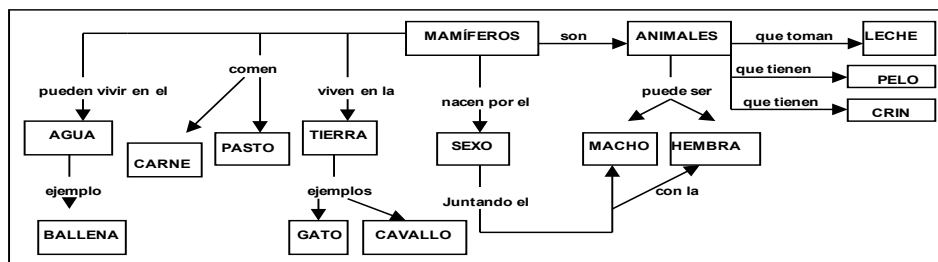 MAMÍFEROS son ANIMALES que toman LECHE
comen
que tienen PELO
pueden vivir en el viven en la nacen por el puede ser
que tienen CRIN
AGUA CARNE PASTO TIERRA SEXO MACHO HEMBRA
ejemplo ejemplos Juntando el con la
BALLENA GATO CAVALLO